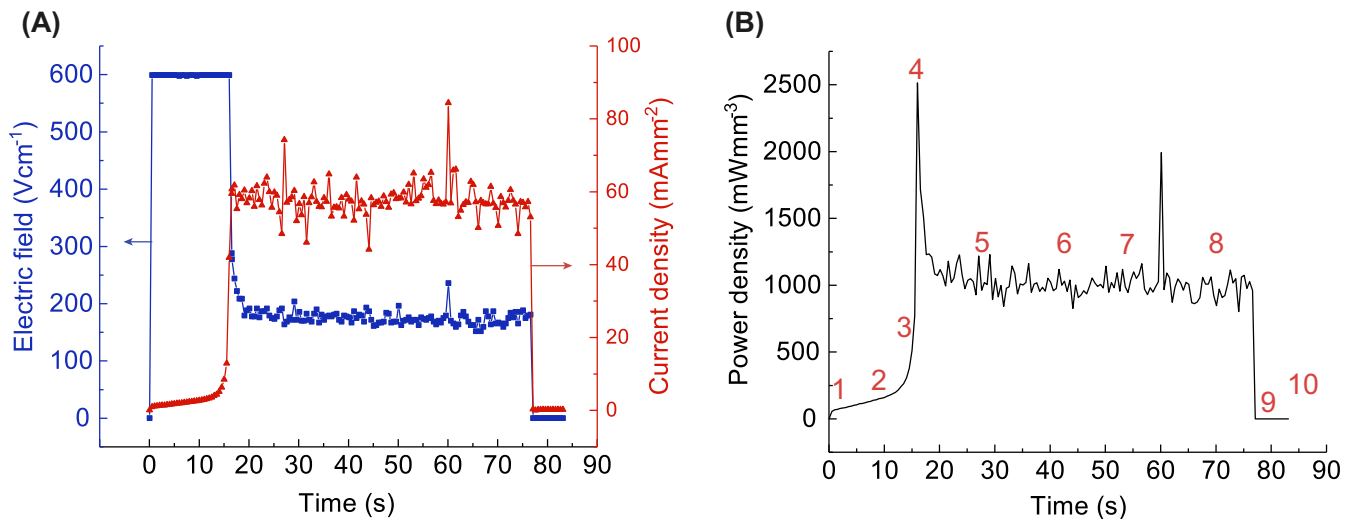 (A)
Electric field (Vcm⁻¹)
600
500
400
300
200
100
0
100
80
60
40
20
0
Current density (mAmm⁻²)
0 10 20 30 40 50 60 70 80 90
Time (s)
(B)
Power density (mWmm⁻³)
2500
2000
1500
1000
500
0
4
5 6 7 8
3
1 2
9 10
0 10 20 30 40 50 60 70 80 90
Time (s)